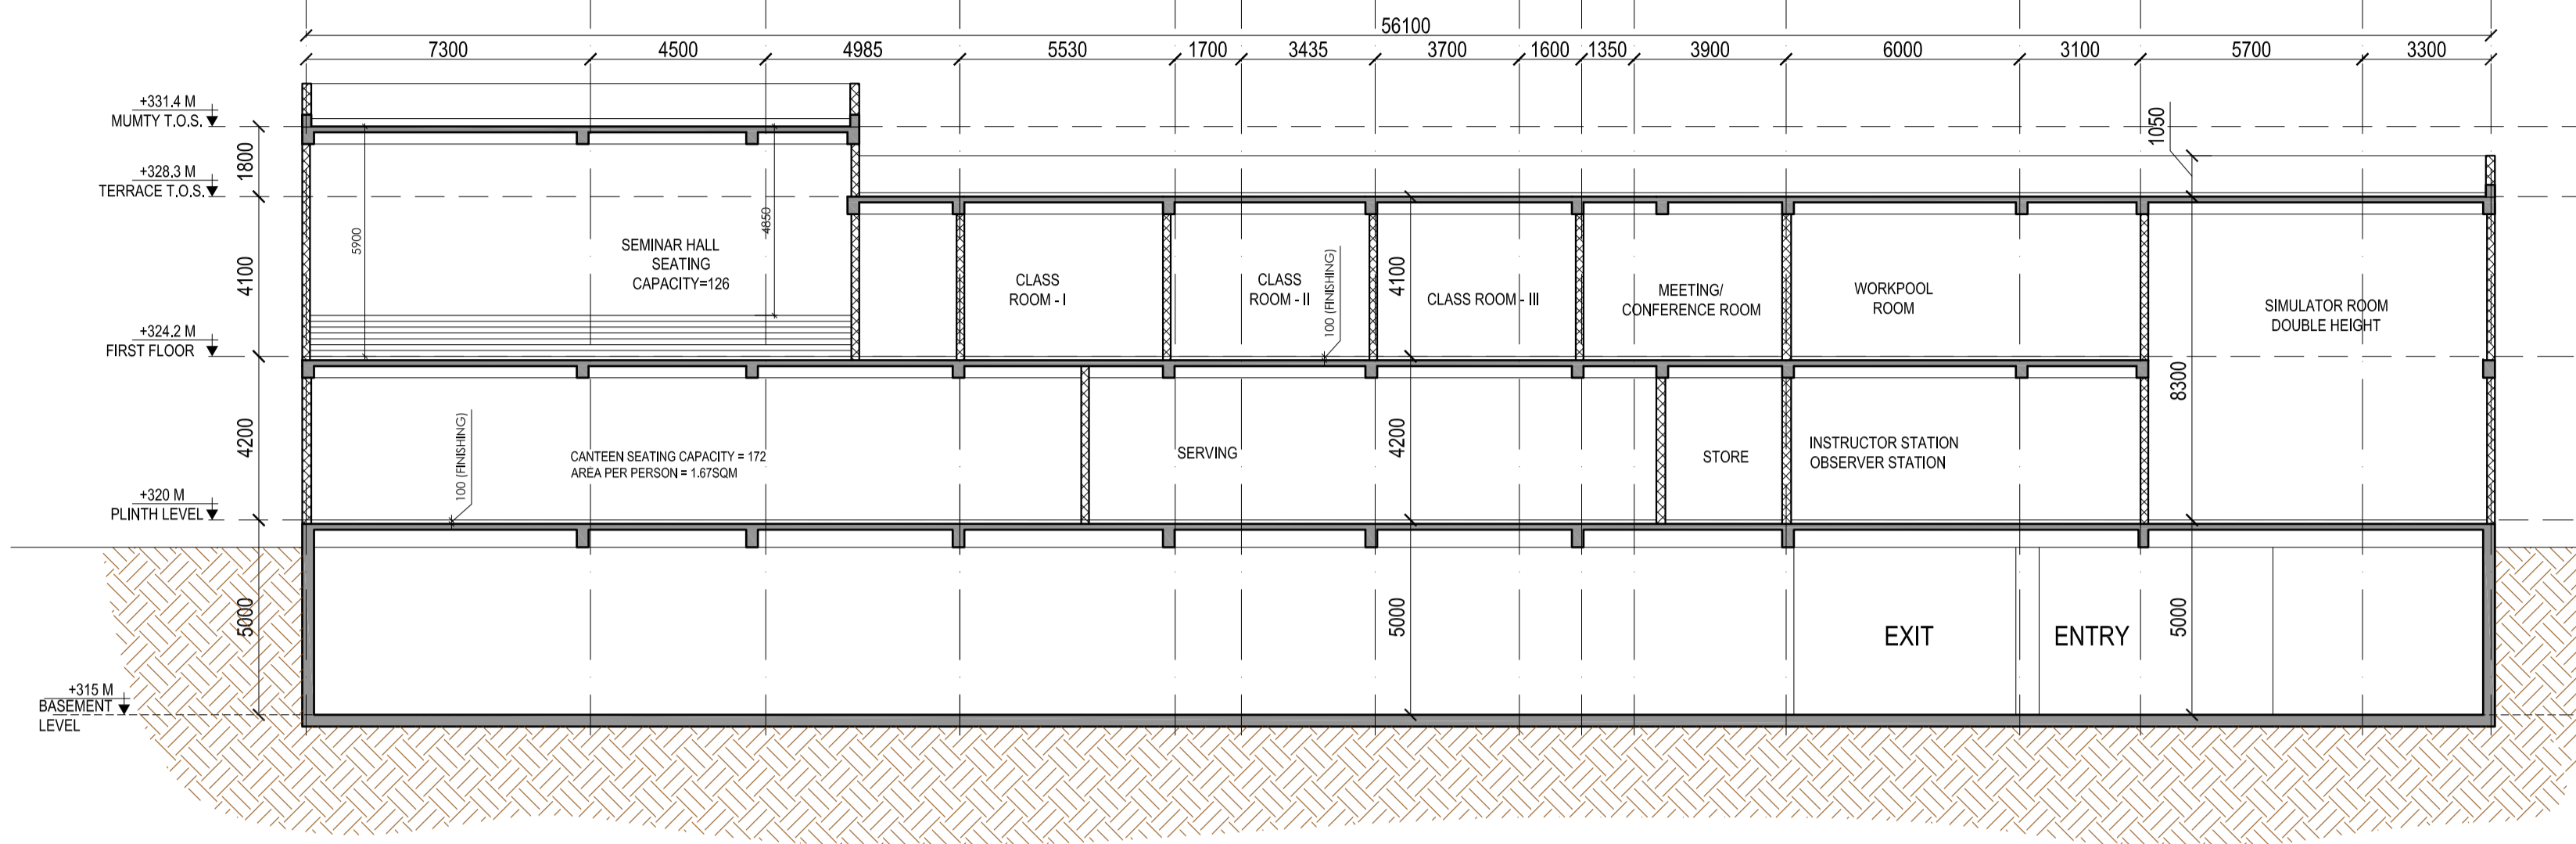 56100
7300 4500 4985 5530 1700 3435 3700 1600 1350 3900 6000 3100 5700 3300
+331.4 M
MUMTY T.O.S.
1800
1050
+328.3 M
TERRACE T.O.S.
4100
5900
4850
SEMINAR HALL
SEATING
CAPACITY=126
CLASS
ROOM - I
CLASS
ROOM - II
100 (FINISHING)
4100
CLASS ROOM - III
MEETING/
CONFERENCE ROOM
WORKPOOL
ROOM
SIMULATOR ROOM
DOUBLE HEIGHT
+324.2 M
FIRST FLOOR
8300
4200
100 (FINISHING)
CANTEEN SEATING CAPACITY = 172
AREA PER PERSON = 1.67SQM
SERVING
4200
STORE
INSTRUCTOR STATION
OBSERVER STATION
+320 M
PLINTH LEVEL
5000
5000
EXIT
ENTRY
5000
+315 M
BASEMENT
LEVEL